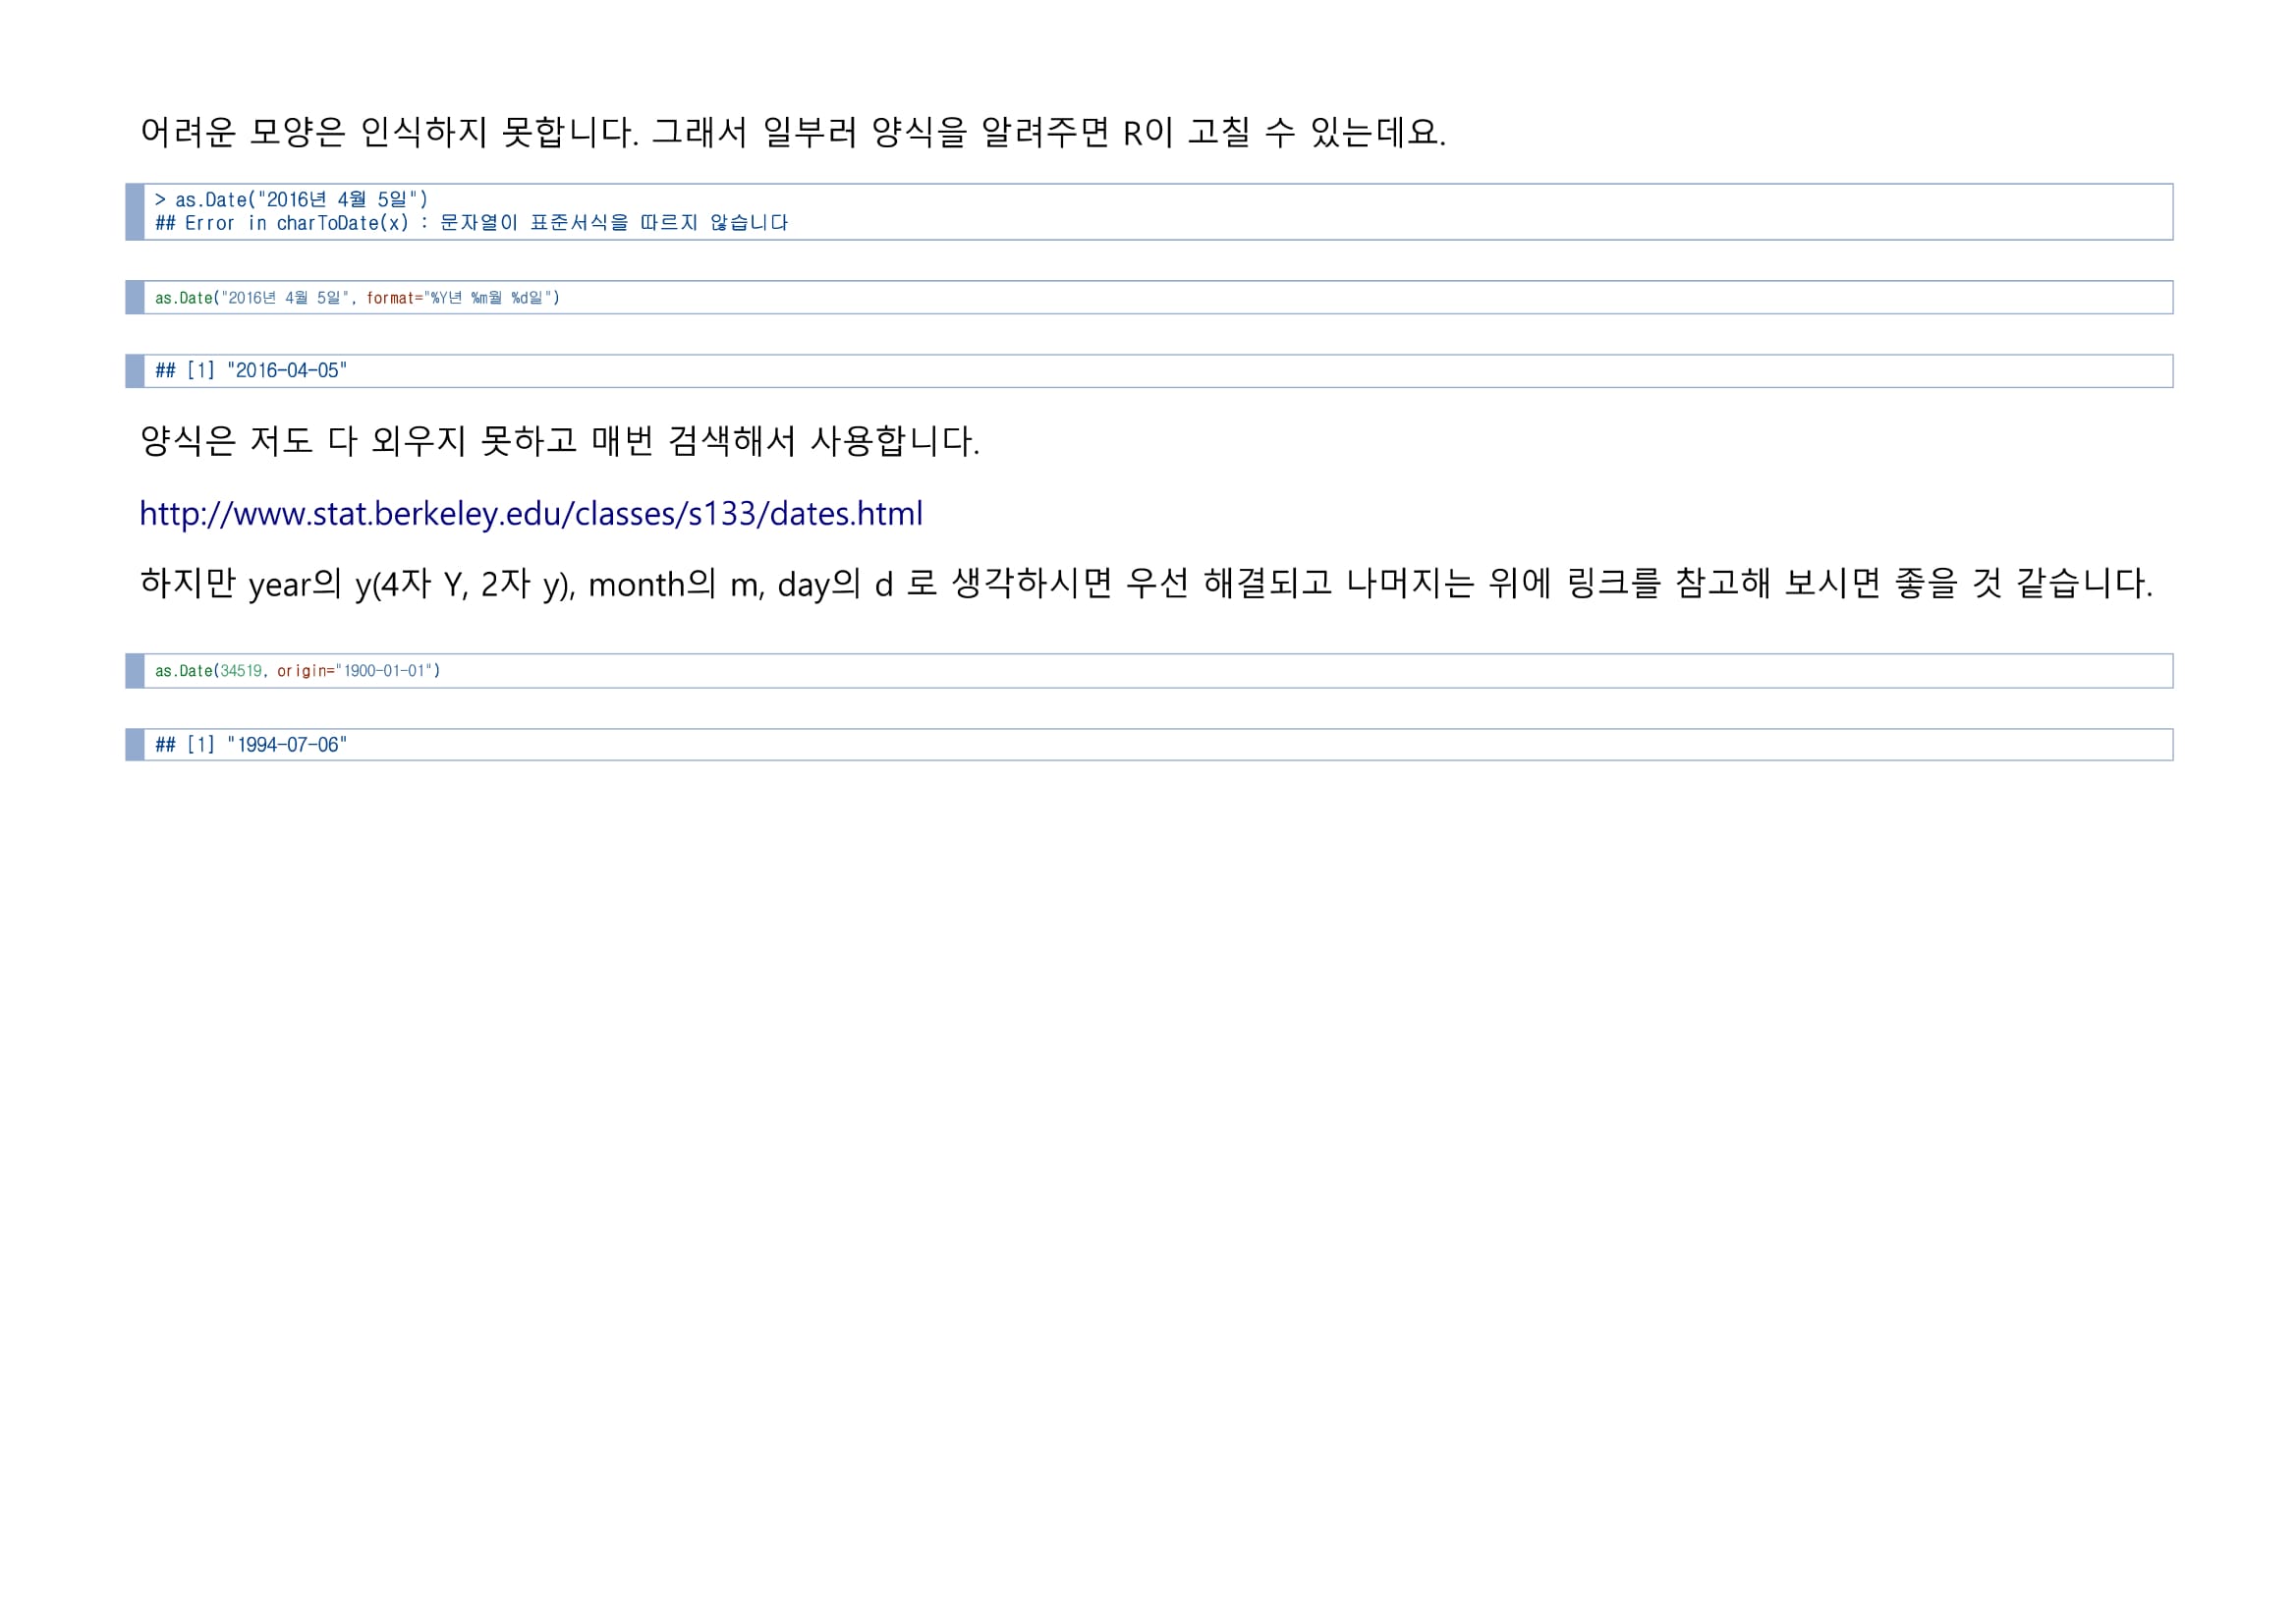 어려운 모양은 인식하지 못합니다. 그래서 일부러 양식을 알려주면 R이 고칠 수 있는데요.
> as.Date("2016년 4월 5일")
## Error in charToDate(x) : 문자열이 표준서식을 따르지 않습니다
as.Date("2016년 4월 5일", format="%Y년 %m월 %d일")
## [1] "2016-04-05"
양식은 저도 다 외우지 못하고 매번 검색해서 사용합니다.
http://www.stat.berkeley.edu/classes/s133/dates.html
하지만 year의 y(4자 Y, 2자 y), month의 m, day의 d 로 생각하시면 우선 해결되고 나머지는 위에 링크를 참고해 보시면 좋을 것 같습니다.
as.Date(34519, origin="1900-01-01")
## [1] "1994-07-06"